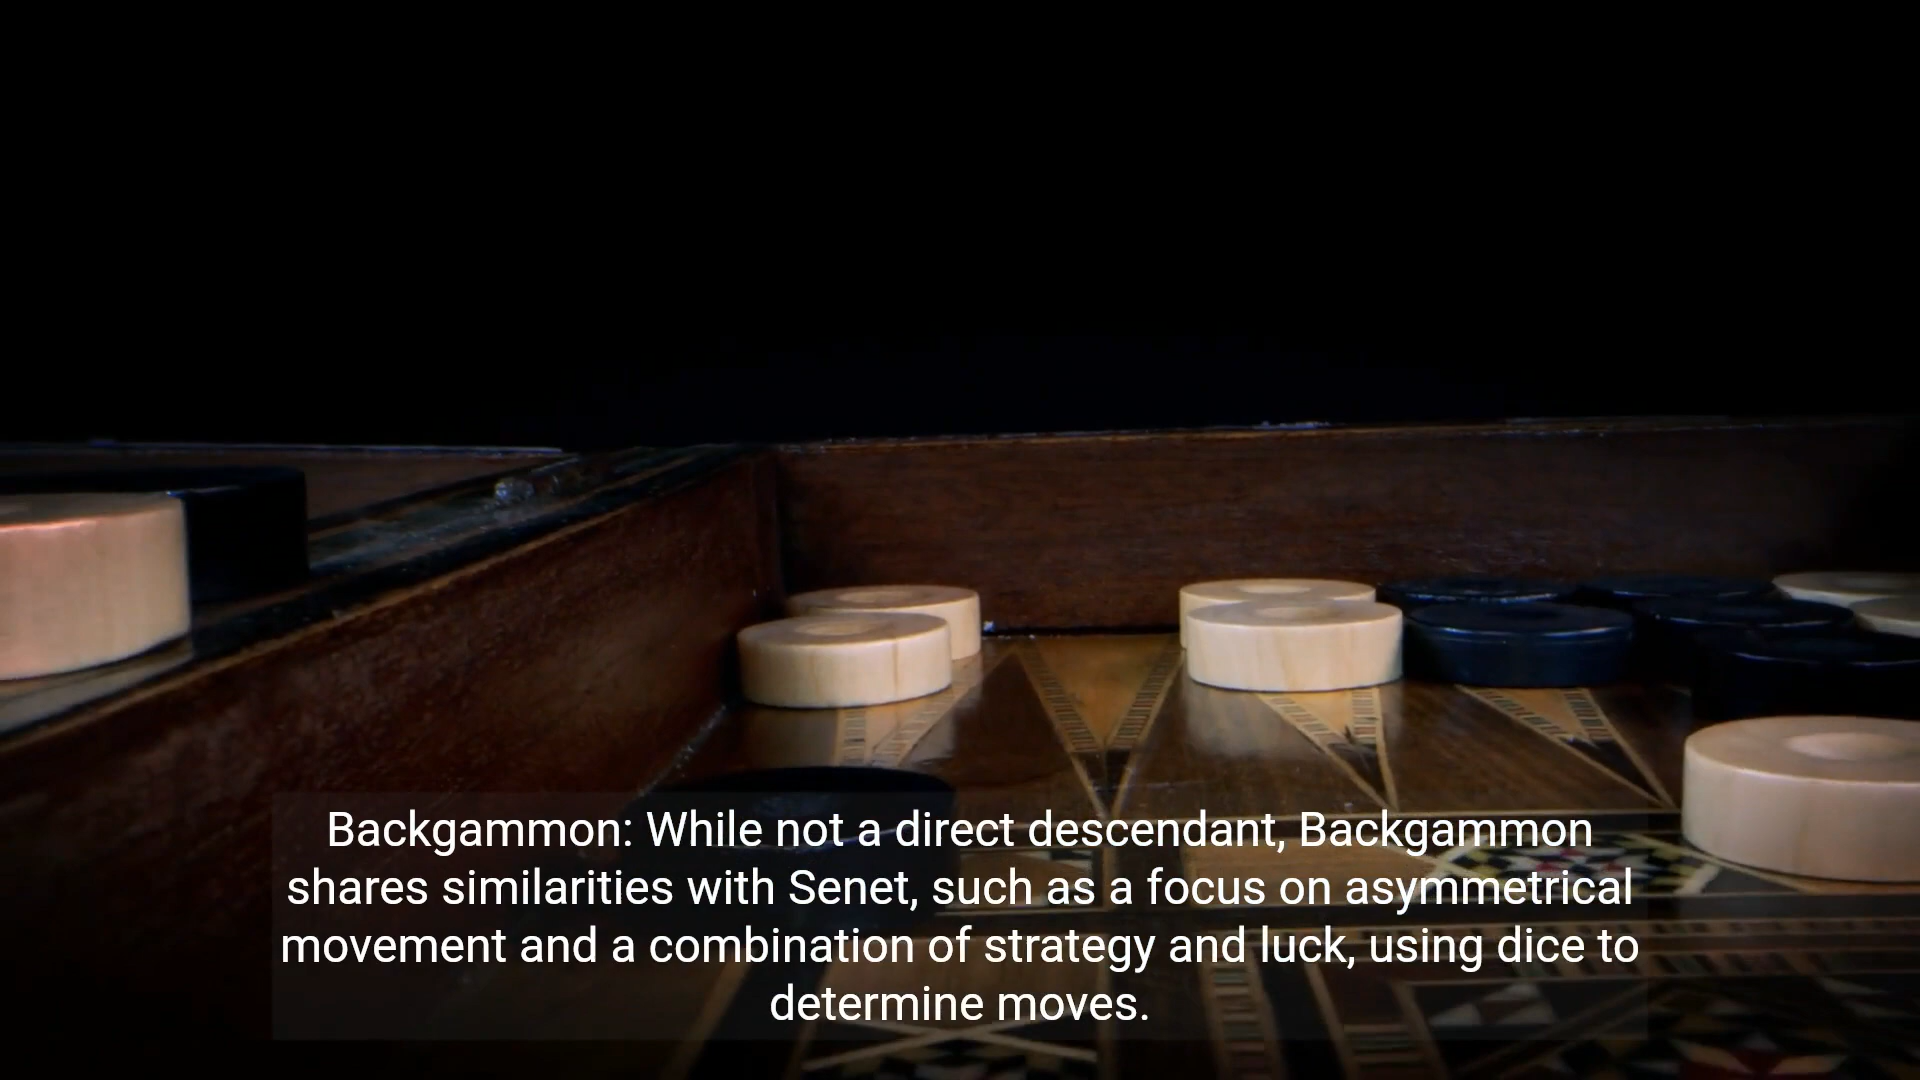 Backgammon: While not a direct descendant, Backgammon
shares similarities with Senet, such as a focus on asymmetrical
movement and a combination of strategy and luck, using dice to
determine moves.